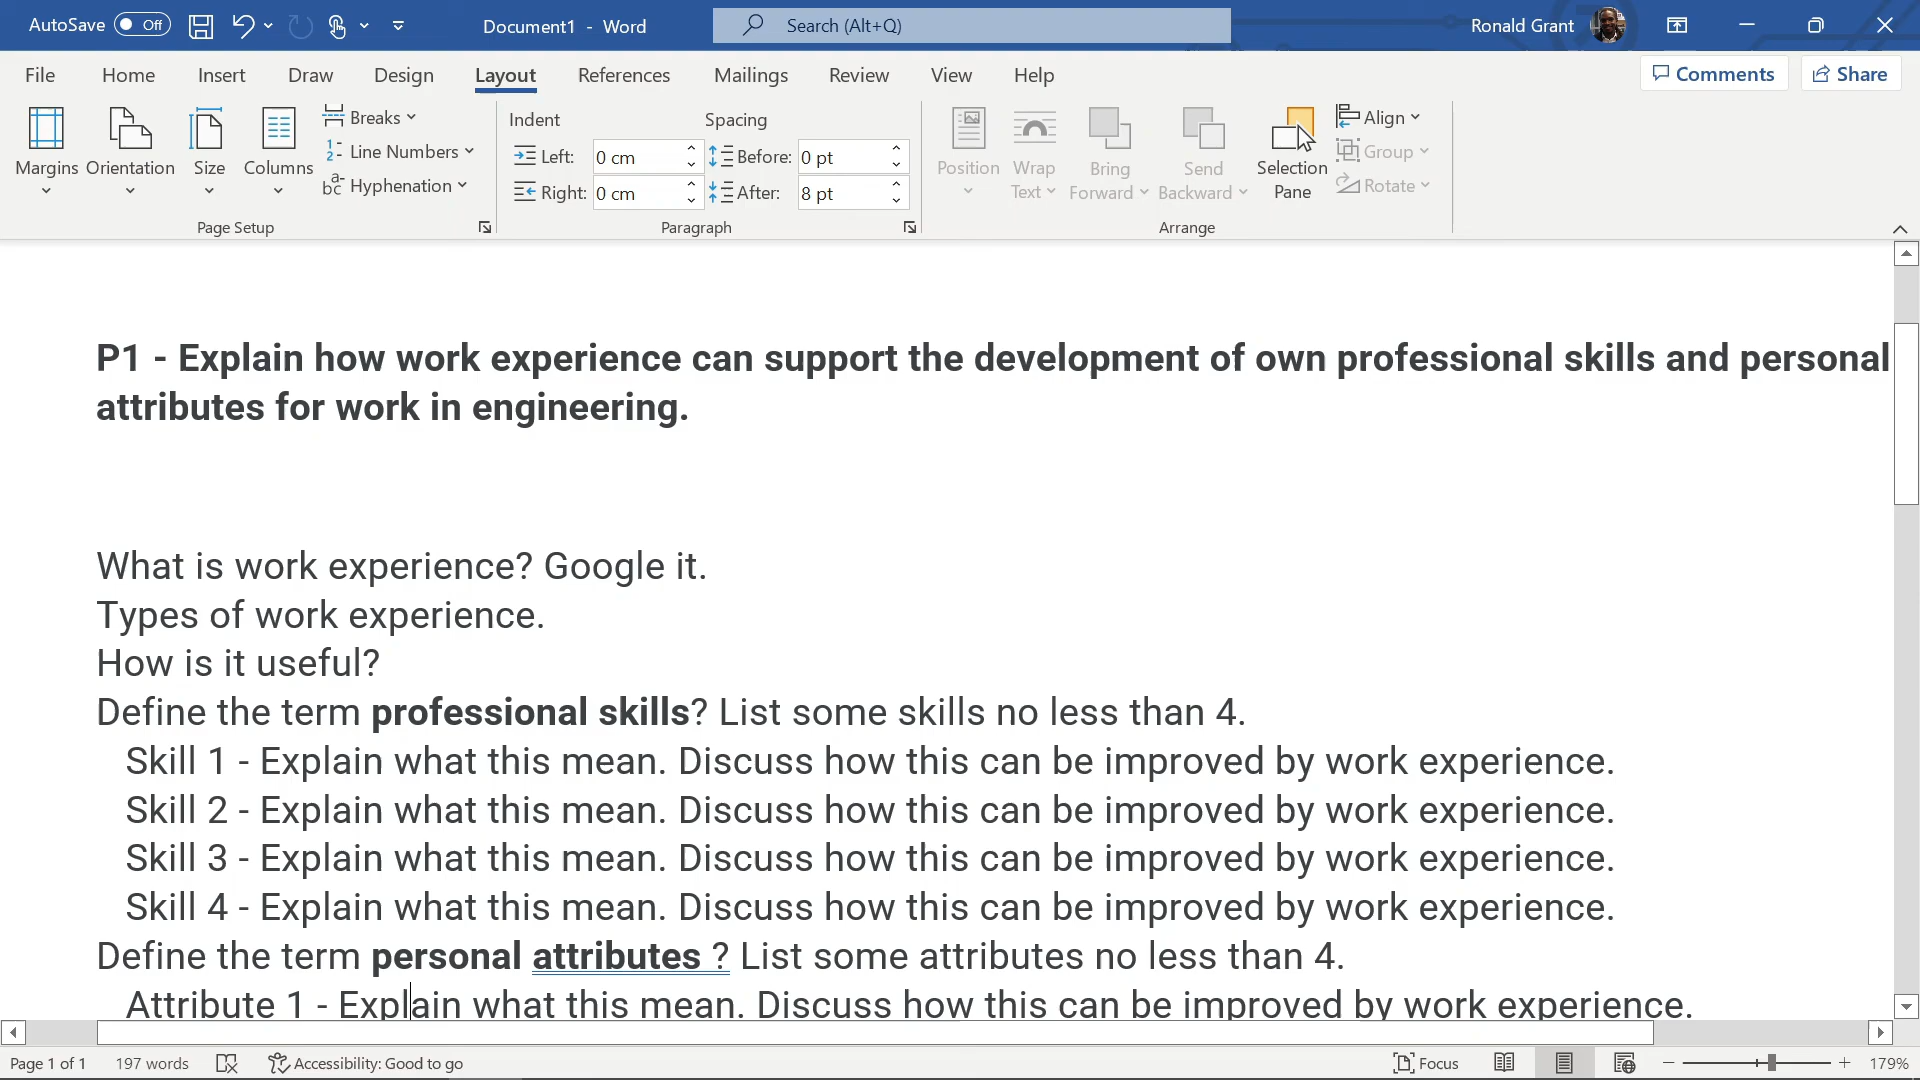 AutoSave Off Document1 - Word Search (Alt+Q) Ronald Grant
File Home Insert Draw Design Layout References Mailings Review View Help Comments Share
Margins Orientation Size Columns
Breaks
Line Numbers
Hyphenation
Page Setup
Indent Spacing
Left: 0 cm Before: 0 pt
Right: 0 cm After: 8 pt
Paragraph
Position Wrap Text Bring Forward Send Backward Selection Pane
Align
Group
Rotate
Arrange
P1 - Explain how work experience can support the development of own professional skills and personal
attributes for work in engineering.
What is work experience? Google it.
Types of work experience.
How is it useful?
Define the term professional skills? List some skills no less than 4.
Skill 1 - Explain what this mean. Discuss how this can be improved by work experience.
Skill 2 - Explain what this mean. Discuss how this can be improved by work experience.
Skill 3 - Explain what this mean. Discuss how this can be improved by work experience.
Skill 4 - Explain what this mean. Discuss how this can be improved by work experience.
Define the term personal attributes ? List some attributes no less than 4.
Attribute 1 - Explain what this mean. Discuss how this can be improved by work experience.
Page 1 of 1 197 words Accessibility: Good to go Focus 179%